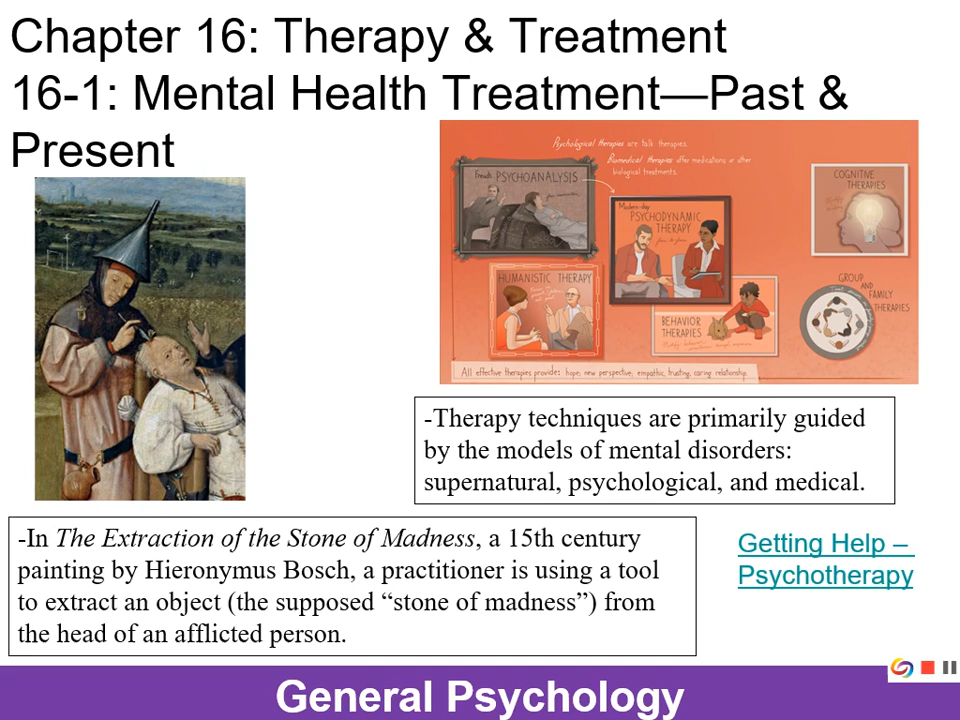 Chapter 16: Therapy & Treatment
16-1: Mental Health Treatment—Past &
Present
Psychological therapies are talk therapies.
Biomedical therapies offer medications or other
biological treatments.
Freud's PSYCHOANALYSIS
Modern-day
PSYCHODYNAMIC
THERAPY
face to face
COGNITIVE
THERAPIES
HUMANISTIC THERAPY
BEHAVIOR
THERAPIES
GROUP
AND
FAMILY
THERAPIES
All effective therapies provide: hope; new perspective; empathic, trusting, caring relationship.
-Therapy techniques are primarily guided
by the models of mental disorders:
supernatural, psychological, and medical.
-In The Extraction of the Stone of Madness, a 15th century
painting by Hieronymus Bosch, a practitioner is using a tool
to extract an object (the supposed “stone of madness”) from
the head of an afflicted person.
Getting Help –
Psychotherapy
General Psychology